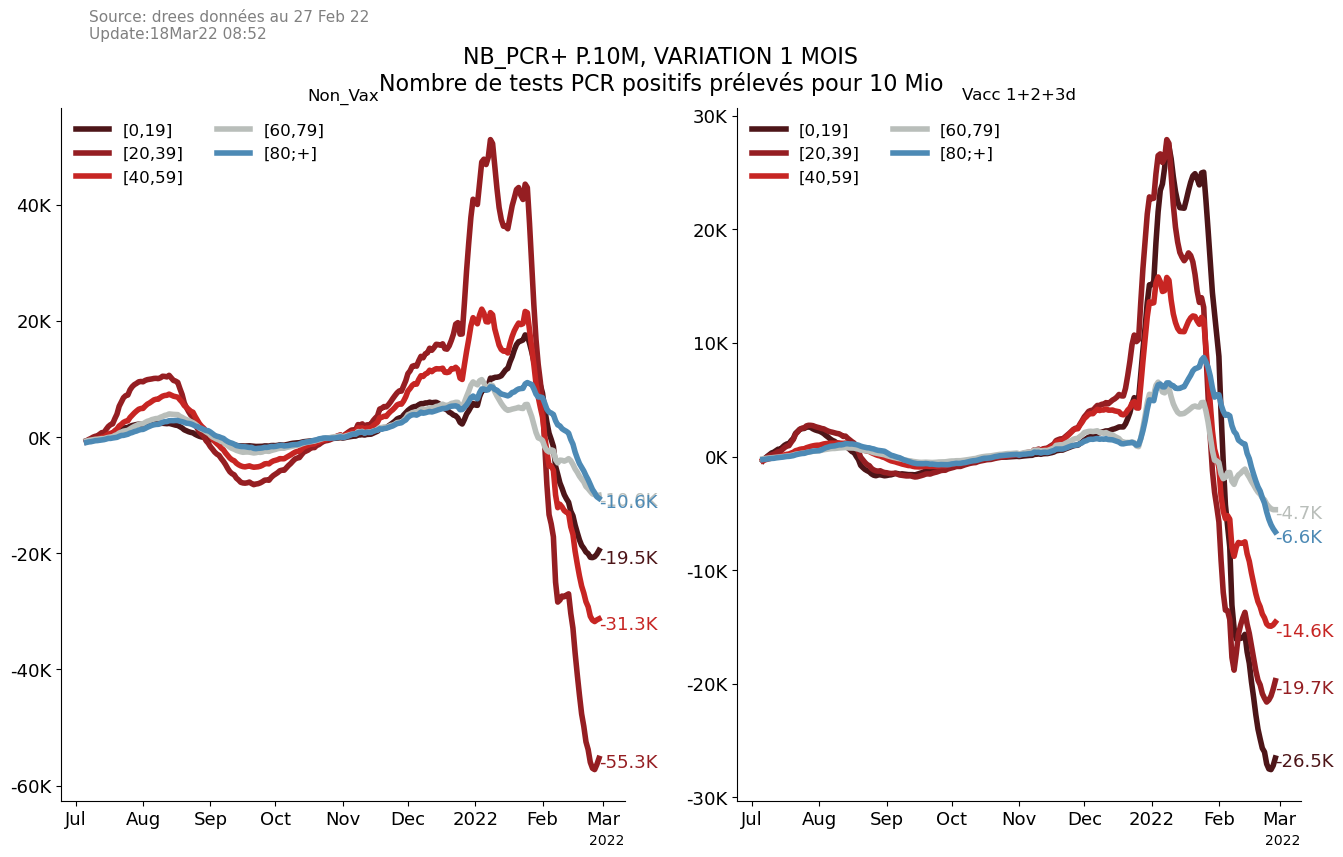 Source: drees données au 27 Feb 22
Update:18Mar22 08:52
NB_PCR+ P.10M, VARIATION 1 MOIS
Nombre de tests PCR positifs prélevés pour 10 Mio
Non_Vax
[0,19]
[20,39]
[40,59]
[60,79]
[80;+]
40K
20K
0K
-20K
-40K
-60K
-10.6K
-19.5K
-31.3K
-55.3K
Jul Aug Sep Oct Nov Dec 2022 Feb Mar
2022
Vacc 1+2+3d
[0,19]
[20,39]
[40,59]
[60,79]
[80;+]
30K
20K
10K
0K
-10K
-20K
-30K
-4.7K
-6.6K
-14.6K
-19.7K
-26.5K
Jul Aug Sep Oct Nov Dec 2022 Feb Mar
2022